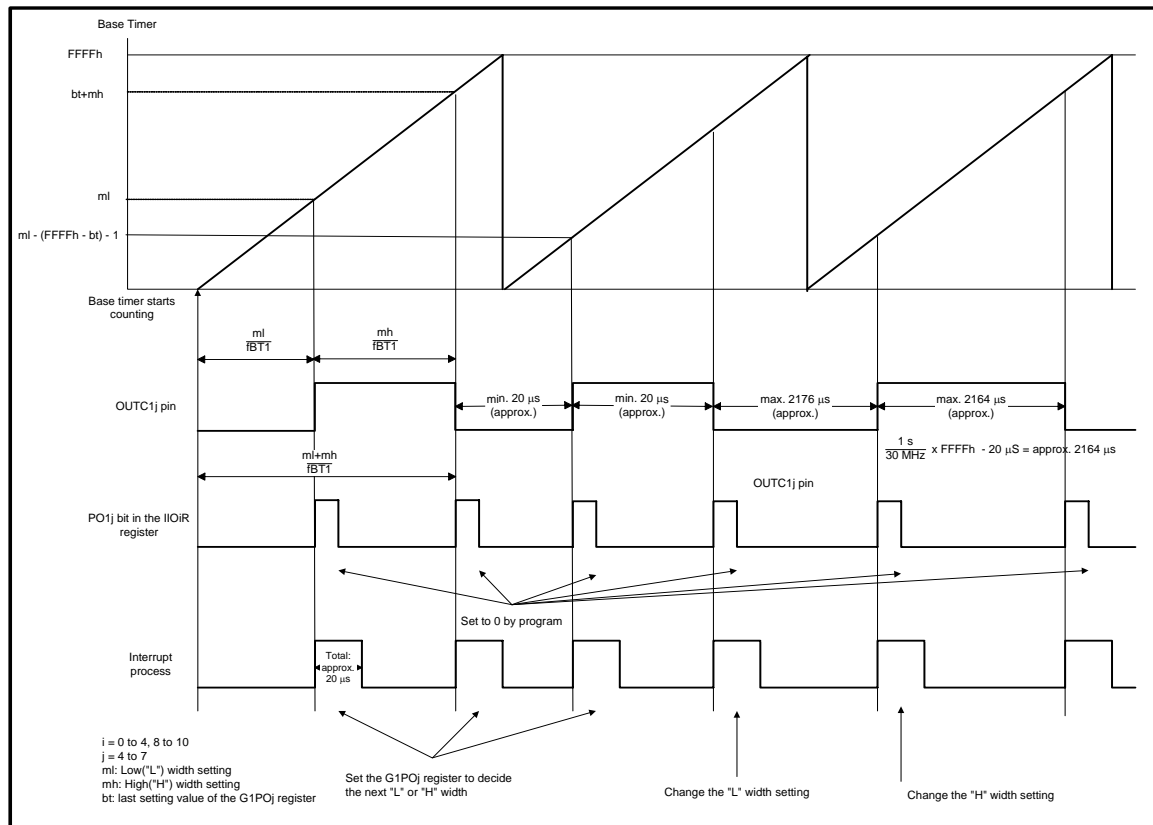 Base Timer
FFFFh
bt+mh
ml
ml - (FFFFh - bt) - 1
Base timer starts
counting
ml
fBT1
mh
fBT1
OUTC1j pin
min. 20 µs
(approx.)
min. 20 µs
(approx.)
max. 2176 µs
(approx.)
max. 2164 µs
(approx.)
ml+mh
fBT1
1 s
30 MHz
x FFFFh - 20 µS = approx. 2164 µs
OUTC1j pin
PO1j bit in the IIOiR
register
Set to 0 by program
Interrupt
process
Total:
approx.
20 µs
i = 0 to 4, 8 to 10
j = 4 to 7
ml: Low("L") width setting
mh: High("H") width setting
bt: last setting value of the G1POj register
Set the G1POj register to decide
the next "L" or "H" width
Change the "L" width setting
Change the "H" width setting